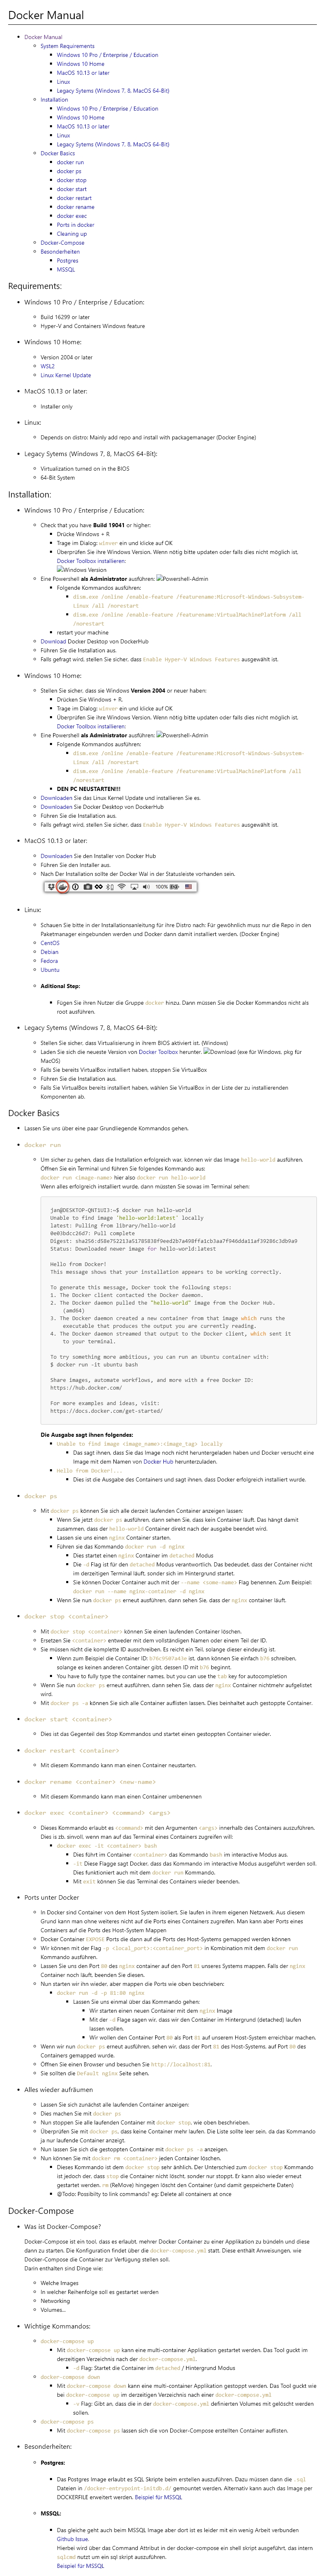 Docker Manual
Docker Manual
System Requirements
Windows 10 Pro / Enterprise / Education
Windows 10 Home
MacOS 10.13 or later
Linux
Legacy Sytems (Windows 7, 8, MacOS 64-Bit)
Installation
Windows 10 Pro / Enterprise / Education
Windows 10 Home
MacOS 10.13 or later
Linux
Legacy Sytems (Windows 7, 8, MacOS 64-Bit)
Docker Basics
docker run
docker ps
docker stop
docker start
docker restart
docker rename
docker exec
Ports in docker
Cleaning up
Docker-Compose
Besonderheiten
Postgres
MSSQL
Requirements:
Windows 10 Pro / Enterprise / Education:
Build 16299 or later
Hyper-V and Containers Windows feature
Windows 10 Home:
Version 2004 or later
WSL2
Linux Kernel Update
MacOS 10.13 or later:
Installer only
Linux:
Depends on distro: Mainly add repo and install with packagemanager (Docker Engine)
Legacy Sytems (Windows 7, 8, MacOS 64-Bit):
Virtualization turned on in the BIOS
64-Bit System
Installation:
Windows 10 Pro / Enterprise / Education:
Check that you have Build 19041 or higher:
Drücke Windows + R
Trage im Dialog: winver ein und klicke auf OK
Überprüfen Sie ihre Windows Version. Wenn nötig bitte updaten oder falls dies nicht möglich ist,
Docker Toolbox installieren:
Windows Version
Eine Powershell als Administrator ausführen: Powershell-Admin
Folgende Kommandos ausführen:
dism.exe /online /enable-feature /featurename:Microsoft-Windows-Subsystem-
Linux /all /norestart
dism.exe /online /enable-feature /featurename:VirtualMachinePlatform /all
/norestart
restart your machine
Download Docker Desktop von DockerHub
Führen Sie die Installation aus.
Falls gefragt wird, stellen Sie sicher, dass Enable Hyper-V Windows Features ausgewählt ist.
Windows 10 Home:
Stellen Sie sicher, dass sie Windows Version 2004 or neuer haben:
Drücken Sie Windows + R.
Trage im Dialog: winver ein und klicke auf OK
Überprüfen Sie ihre Windows Version. Wenn nötig bitte updaten oder falls dies nicht möglich ist,
Docker Toolbox installieren:
Eine Powershell als Administrator ausführen: Powershell-Admin
Folgende Kommandos ausführen:
dism.exe /online /enable-feature /featurename:Microsoft-Windows-Subsystem-
Linux /all /norestart
dism.exe /online /enable-feature /featurename:VirtualMachinePlatform /all
/norestart
DEN PC NEUSTARTEN!!!
Downloaden Sie das Linux Kernel Update und installieren Sie es.
Downloaden Sie Docker Desktop von DockerHub
Führen Sie die Installation aus.
Falls gefragt wird, stellen Sie sicher, dass Enable Hyper-V Windows Features ausgewählt ist.
MacOS 10.13 or later:
Downloaden Sie den Installer von Docker Hub
Führen Sie den Installer aus.
Nach Der Installation sollte der Docker Wal in der Statusleiste vorhanden sein.
100%
Linux:
Schauen Sie bitte in der Installationsanleitung für ihre Distro nach: Für gewöhnlich muss nur die Repo in den
Paketmanager eingebunden werden und Docker dann damit installiert werden. (Docker Engine)
CentOS
Debian
Fedora
Ubuntu
Aditional Step:
Fügen sie ihren Nutzer die Gruppe docker hinzu. Dann müssen Sie die Docker Kommandos nicht als
root ausführen.
Legacy Sytems (Windows 7, 8, MacOS 64-Bit):
Stellen Sie sicher, dass Virtualisierung in ihrem BIOS aktiviert ist. (Windows)
Laden Sie sich die neueste Version von Docker Toolbox herunter. Download (exe für Windows, pkg für
MacOS)
Falls Sie bereits VirtualBox installiert haben, stoppen Sie VirtualBox
Führen Sie die Installation aus.
Falls Sie VirtualBox bereits installiert haben, wählen Sie VirtualBox in der Liste der zu installierenden
Komponenten ab.
Docker Basics
Lassen Sie uns über eine paar Grundliegende Kommandos gehen.
docker run
Um sicher zu gehen, dass die Installation erfolgreich war, können wir das Image hello-world ausführen.
Öffnen Sie ein Terminal und führen Sie folgendes Kommando aus:
docker run <image-name> hier also docker run hello-world
Wenn alles erfolgreich installiert wurde, dann müssten Sie sowas im Terminal sehen:
jan@DESKTOP-QNTSUI3:~$ docker run hello-world
Unable to find image 'hello-world:latest' locally
latest: Pulling from library/hello-world
0e03bdcc26d7: Pull complete
Status: Downloaded newer image for hello-world:latest
Hello from Docker!
This message shows that your installation appears to be working correctly.
To generate this message, Docker took the following steps:
1. The Docker client contacted the Docker daemon.
2. The Docker daemon pulled the "hello-world" image from the Docker Hub.
(amd64)
3. The Docker daemon created a new container from that image which runs the
executable that produces the output you are currently reading.
4. The Docker daemon streamed that output to the Docker client, which sent it
to your terminal.
To try something more ambitious, you can run an Ubuntu container with:
$ docker run -it ubuntu bash
Share images, automate workflows, and more with a free Docker ID:
https://hub.docker.com/
For more examples and ideas, visit:
https://docs.docker.com/get-started/
Die Ausgabe sagt ihnen folgendes:
Unable to find image <image_name>:<image_tag> locally
Das sagt ihnen, dass Sie das Image noch nicht heruntergeladen haben und Docker versucht eine
Image mit dem Namen von Docker Hub herunterzuladen.
Hello from Docker!...
Dies ist die Ausgabe des Containers und sagt ihnen, dass Docker erfolgreich installiert wurde.
docker ps
Mit docker ps können Sie sich alle derzeit laufenden Container anzeigen lassen:
Wenn Sie jetzt docker ps ausführen, dann sehen Sie, dass kein Container läuft. Das hängt damit
zusammen, dass der hello-world Container direkt nach der ausgabe beendet wird.
Lassen sie uns einen nginx Container starten.
Führen sie das Kommando docker run -d nginx
Dies startet einen nginx Container im detached Modus
Die -d Flag ist für den detached Modus verantwortlich. Das bedeudet, dass der Container nicht
im derzeitigen Terminal läuft, sonder sich im Hintergrund startet.
Sie können Docker Container auch mit der --name <some-name> Flag benennen. Zum Beispiel:
docker run --name nginx-container -d nginx
Wenn Sie nun docker ps erneut ausführen, dann sehen Sie, dass der nginx container läuft.
docker stop <container>
Mit docker stop <container> können Sie einen laufenden Container löschen.
Ersetzen Sie <container> entweder mit dem vollständigen Namen oder einem Teil der ID.
Sie müssen nicht die komplette ID ausschreiben. Es reicht ein Teil, solange dieser eindeutig ist.
Wenn zum Beispiel der Container ID: b76c9507a63e ist, dann können Sie einfach b76 schreiben,
solange es keinen anderen Container gibt, dessen ID mit b76 beginnt.
You have to fully type the container names, but you can use the tab key for autocompletion
Wenn Sie nun docker ps erneut ausführen, dann sehen Sie, dass der nginx Container nichtmehr aufgelistet
wird.
Mit docker ps -a können Sie sich alle Container auflisten lassen. Dies beinhaltet auch gestoppte Container.
docker start <container>
Dies ist das Gegenteil des Stop Kommandos und startet einen gestoppten Container wieder.
docker restart <container>
Mit diesem Kommando kann man einen Container neustarten.
docker rename <container> <new-name>
Mit diesem Kommando kann man einen Container umbenennen
docker exec <container> <command> <args>
Dieses Kommando erlaubt es <command> mit den Argumenten <args> innerhalb des Containers auszuführen.
Dies is zb. sinvoll, wenn man auf das Terminal eines Containers zugreifen will:
docker exec -it <container> bash
Dies führt im Container <container> das Kommando bash im interactive Modus aus.
-it Diese Flagge sagt Docker, dass das Kommando im interactive Modus ausgeführt werden soll.
Dies funktioniert auch mit dem docker run Kommando.
Mit exit können Sie das Terminal des Containers wieder beenden.
Ports unter Docker
In Docker sind Container von dem Host System isoliert. Sie laufen in ihrem eigenen Netzwerk. Aus diesem
Grund kann man ohne weiteres nicht auf die Ports eines Containers zugreifen. Man kann aber Ports eines
Containers auf die Ports des Host-System Mappen
Docker Container EXPOSE Ports die dann auf die Ports des Host-Systems gemapped werden können
Wir können mit der Flag -p <local_port>:<container_port> in Kombination mit dem docker run
Kommando ausführen.
Lassen Sie uns den Port 80 des nginx container auf den Port 81 unseres Systems mappen. Falls der nginx
Container noch läuft, beenden Sie diesen.
Nun starten wir ihn wieder, aber mappen die Ports wie oben beschrieben:
docker run -d -p 81:80 nginx
Lassen Sie uns einmal über das Kommando gehen:
Wir starten einen neuen Container mit dem nginx Image
Mit der -d Flage sagen wir, dass wir den Container im Hintergrund (detached) laufen
lassen wollen.
Wir wollen den Container Port 80 als Port 81 auf unserem Host-System erreichbar machen.
Wenn wir nun docker ps erneut ausführen, sehen wir, dass der Port 81 des Host-Systems, auf Port 80 des
Containers gemapped wurde.
Öffnen Sie einen Browser und besuchen Sie http://localhost:81.
Sie sollten die Default nginx Seite sehen.
Alles wieder aufräumen
Lassen Sie sich zunächst alle laufenden Container anzeigen:
Dies machen Sie mit docker ps
Nun stoppen Sie alle laufenden Container mit docker stop, wie oben beschrieben.
Überprüfen Sie mit docker ps, dass keine Container mehr laufen. Die Liste sollte leer sein, da das Kommando
ja nur laufende Container anzeigt.
Nun lassen Sie sich die gestoppten Container mit docker ps -a anzeigen.
Nun können Sie mit docker rm <container> jeden Container löschen.
Dieses Kommando ist dem docker stop sehr ähnlich. Der Unterschied zum docker stop Kommando
ist jedoch der, dass stop die Container nicht löscht, sondern nur stoppt. Er kann also wieder erneut
gestartet werden. rm (ReMove) hingegen löscht den Container (und damit gespeicherte Daten)
@Todo: Possibilty to link commands? eg: Delete all containers at once
Docker-Compose
Was ist Docker-Compose?
Docker-Compose ist ein tool, dass es erlaubt, mehrer Docker Container zu einer Applikation zu bündeln und diese
dann zu starten. Die Konfiguration findet über die docker-compose.yml statt. Diese enthält Anweisungen, wie
Docker-Compose die Container zur Verfügung stellen soll.
Darin enthalten sind Dinge wie:
Welche Images
In welcher Reihenfolge soll es gestartet werden
Networking
Volumes...
Wichtige Kommandos:
docker-compose up
Mit docker-compose up kann eine multi-container Applikation gestartet werden. Das Tool guckt im
derzeitigen Verzeichnis nach der docker-compose.yml.
-d Flag: Startet die Container im detached / Hintergrund Modus
docker-compose down
Mit docker-compose down kann eine multi-container Applikation gestoppt werden. Das Tool guckt wie
bei docker-compose up im derzeitigen Verzeichnis nach einer docker-compose.yml
-v Flag: Gibt an, dass die in der docker-compose.yml definierten Volumes mit gelöscht werden
sollen.
docker-compose ps
Mit docker-compose ps lassen sich die von Docker-Compose erstellten Container auflisten.
Besonderheiten:
Postgres:
Das Postgres Image erlaubt es SQL Skripte beim erstellen auszuführen. Dazu müssen dann die .sql
Dateien in /docker-entrypoint-initdb.d/ gemountet werden. Alternativ kann auch das Image per
DOCKERFILE erweitert werden. Beispiel für MSSQL
MSSQL:
Das gleiche geht auch beim MSSQL Image aber dort ist es leider mit ein wenig Arbeit verbunden
Github Issue.
Hierbei wird über das Command Attribut in der docker-compose ein shell skript ausgeführt, das intern
sqlcmd nutzt um ein sql skript auszuführen.
Beispiel für MSSQL